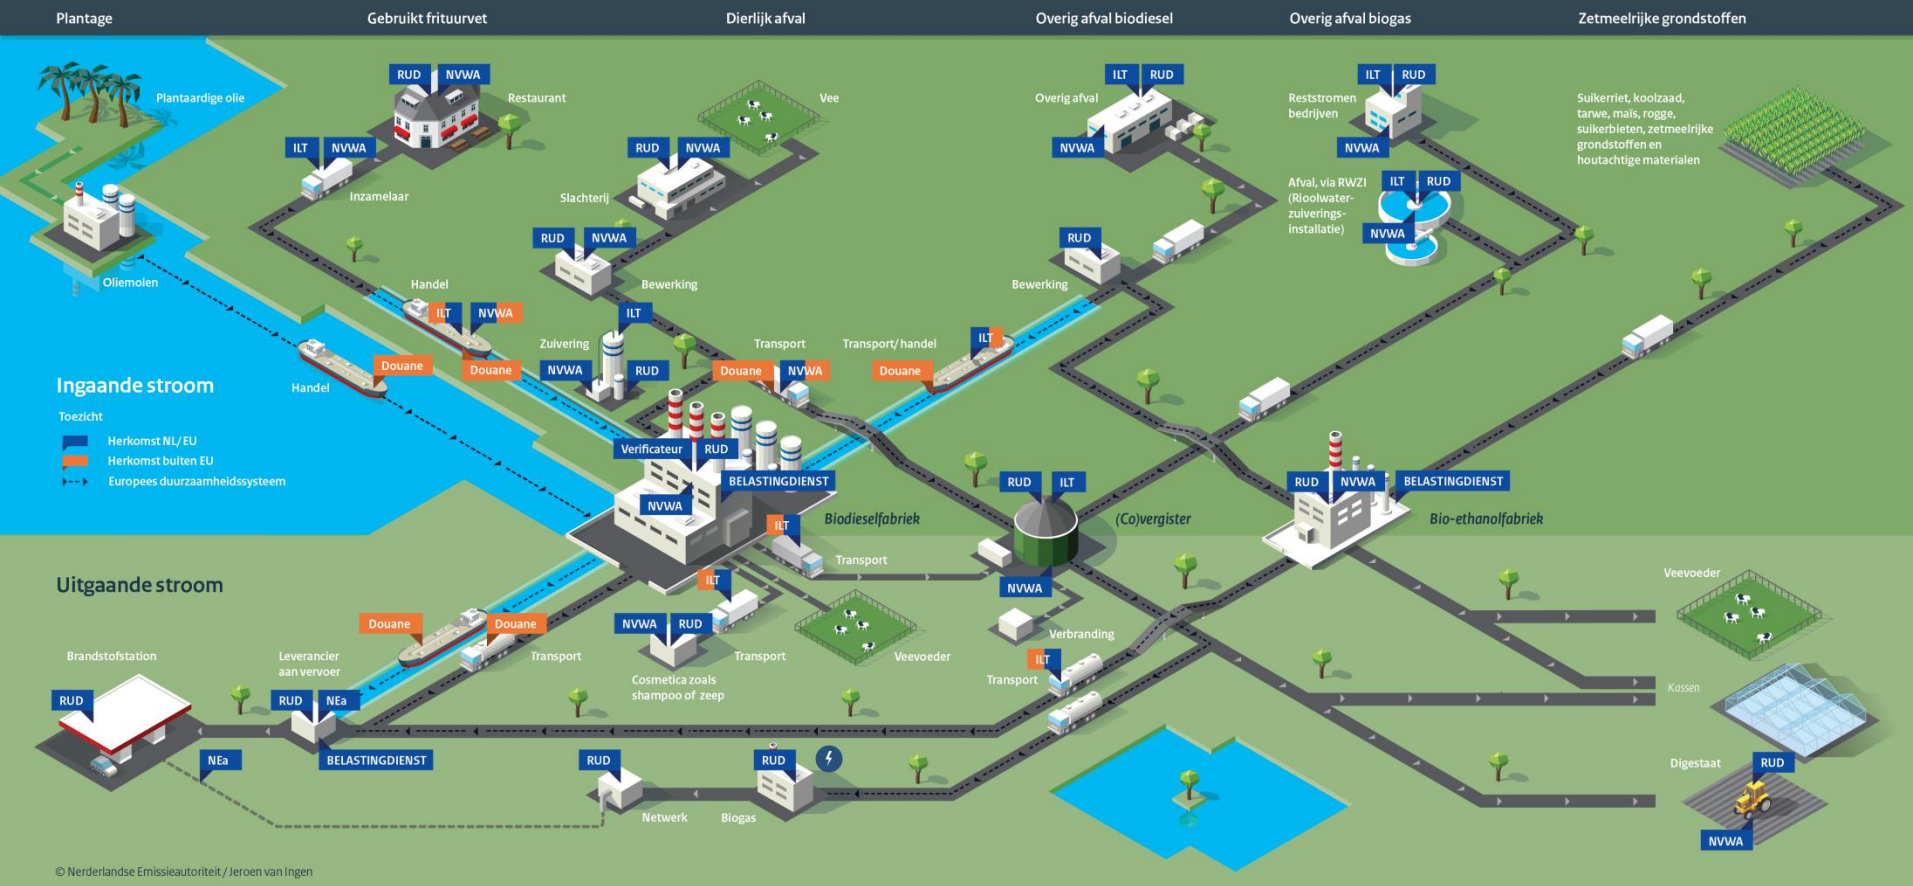 Plantage
Gebruikt frituurvet
Dierlijk afval
Overig afval biodiesel
Overig afval biogas
Zetmeelrijke grondstoffen
Plantaardige olie
RUD
NVWA
Restaurant
ILT
NVWA
Inzamelaar
Vee
RUD
NVWA
Slachterij
RUD
NVWA
Bewerking
ILT
RUD
Overig afval
NVWA
RUD
Bewerking
ILT
RUD
Reststromen
bedrijven
NVWA
Afval, via RWZI
(Rioolwater-
zuiverings-
installatie)
ILT
RUD
NVWA
Suikerriet, koolzaad,
tarwe, maïs, rogge,
suikerbieten, zetmeelrijke
grondstoffen en
houtachtige materialen
Oliemolen
Handel
ILT
NVWA
Douane
Handel
Douane
Zuivering
ILT
NVWA
RUD
Transport
Douane
NVWA
Transport/handel
ILT
Douane
Ingaande stroom
Toezicht
Herkomst NL/EU
Herkomst buiten EU
Europees duurzaamheidssysteem
Verificateur
RUD
BELASTINGDIENST
NVWA
Biodieselfabriek
ILT
Transport
RUD
ILT
(Co)vergister
NVWA
RUD
NVWA
BELASTINGDIENST
Bio-ethanolfabriek
Uitgaande stroom
ILT
NVWA
RUD
Transport
Cosmetica zoals
shampoo of zeep
Veevoeder
Verbranding
ILT
Transport
Veevoeder
Kassen
Douane
Douane
Transport
Brandstofstation
RUD
Leverancier
aan vervoer
RUD
NEa
BELASTINGDIENST
NEa
RUD
Netwerk
RUD
Biogas
Digestaat
RUD
NVWA
© Nerderlandse Emissieautoriteit / Jeroen van Ingen